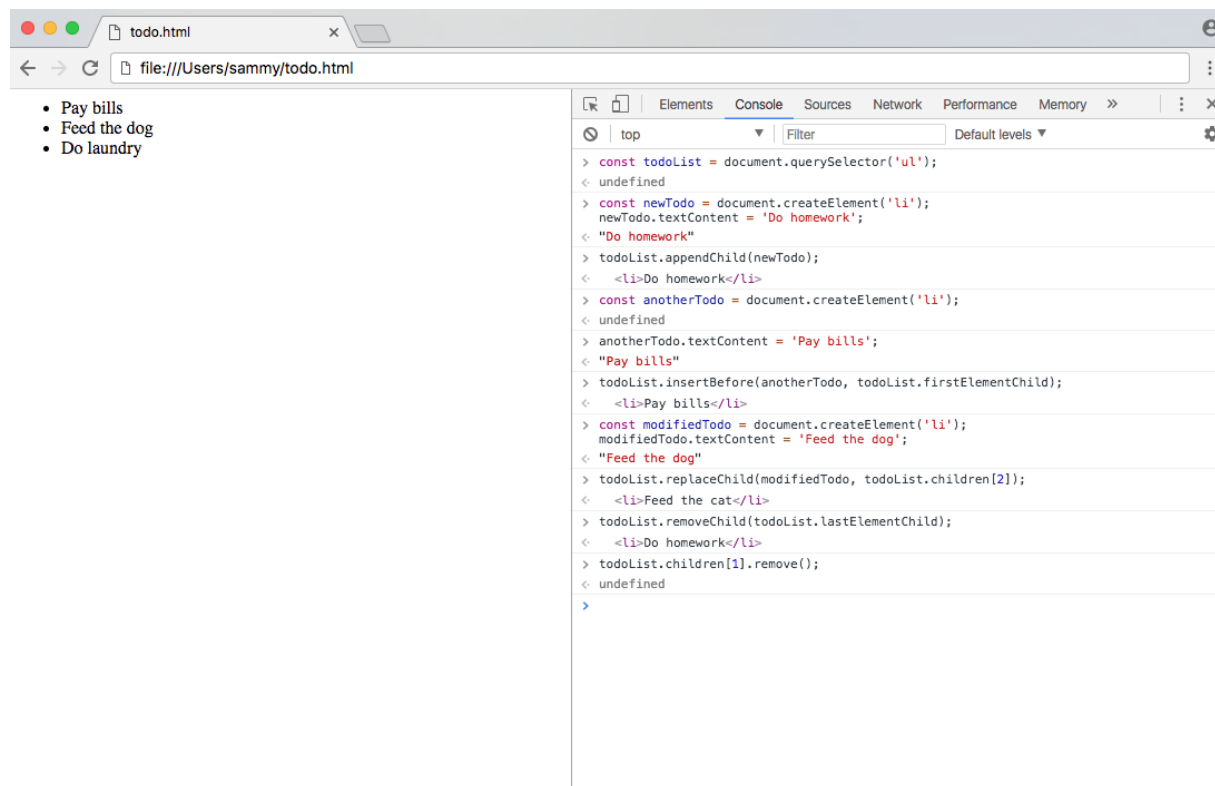 todo.html
file:///Users/sammy/todo.html
Pay bills
Feed the dog
Do laundry
Elements Console Sources Network Performance Memory »
top Filter Default levels
> const todoList = document.querySelector('ul');
undefined
> const newTodo = document.createElement('li');
newTodo.textContent = 'Do homework';
"Do homework"
> todoList.appendChild(newTodo);
<li>Do homework</li>
> const anotherTodo = document.createElement('li');
undefined
> anotherTodo.textContent = 'Pay bills';
"Pay bills"
> todoList.insertBefore(anotherTodo, todoList.firstElementChild);
<li>Pay bills</li>
> const modifiedTodo = document.createElement('li');
modifiedTodo.textContent = 'Feed the dog';
"Feed the dog"
> todoList.replaceChild(modifiedTodo, todoList.children[2]);
<li>Feed the cat</li>
> todoList.removeChild(todoList.lastElementChild);
<li>Do homework</li>
> todoList.children[1].remove();
undefined
>